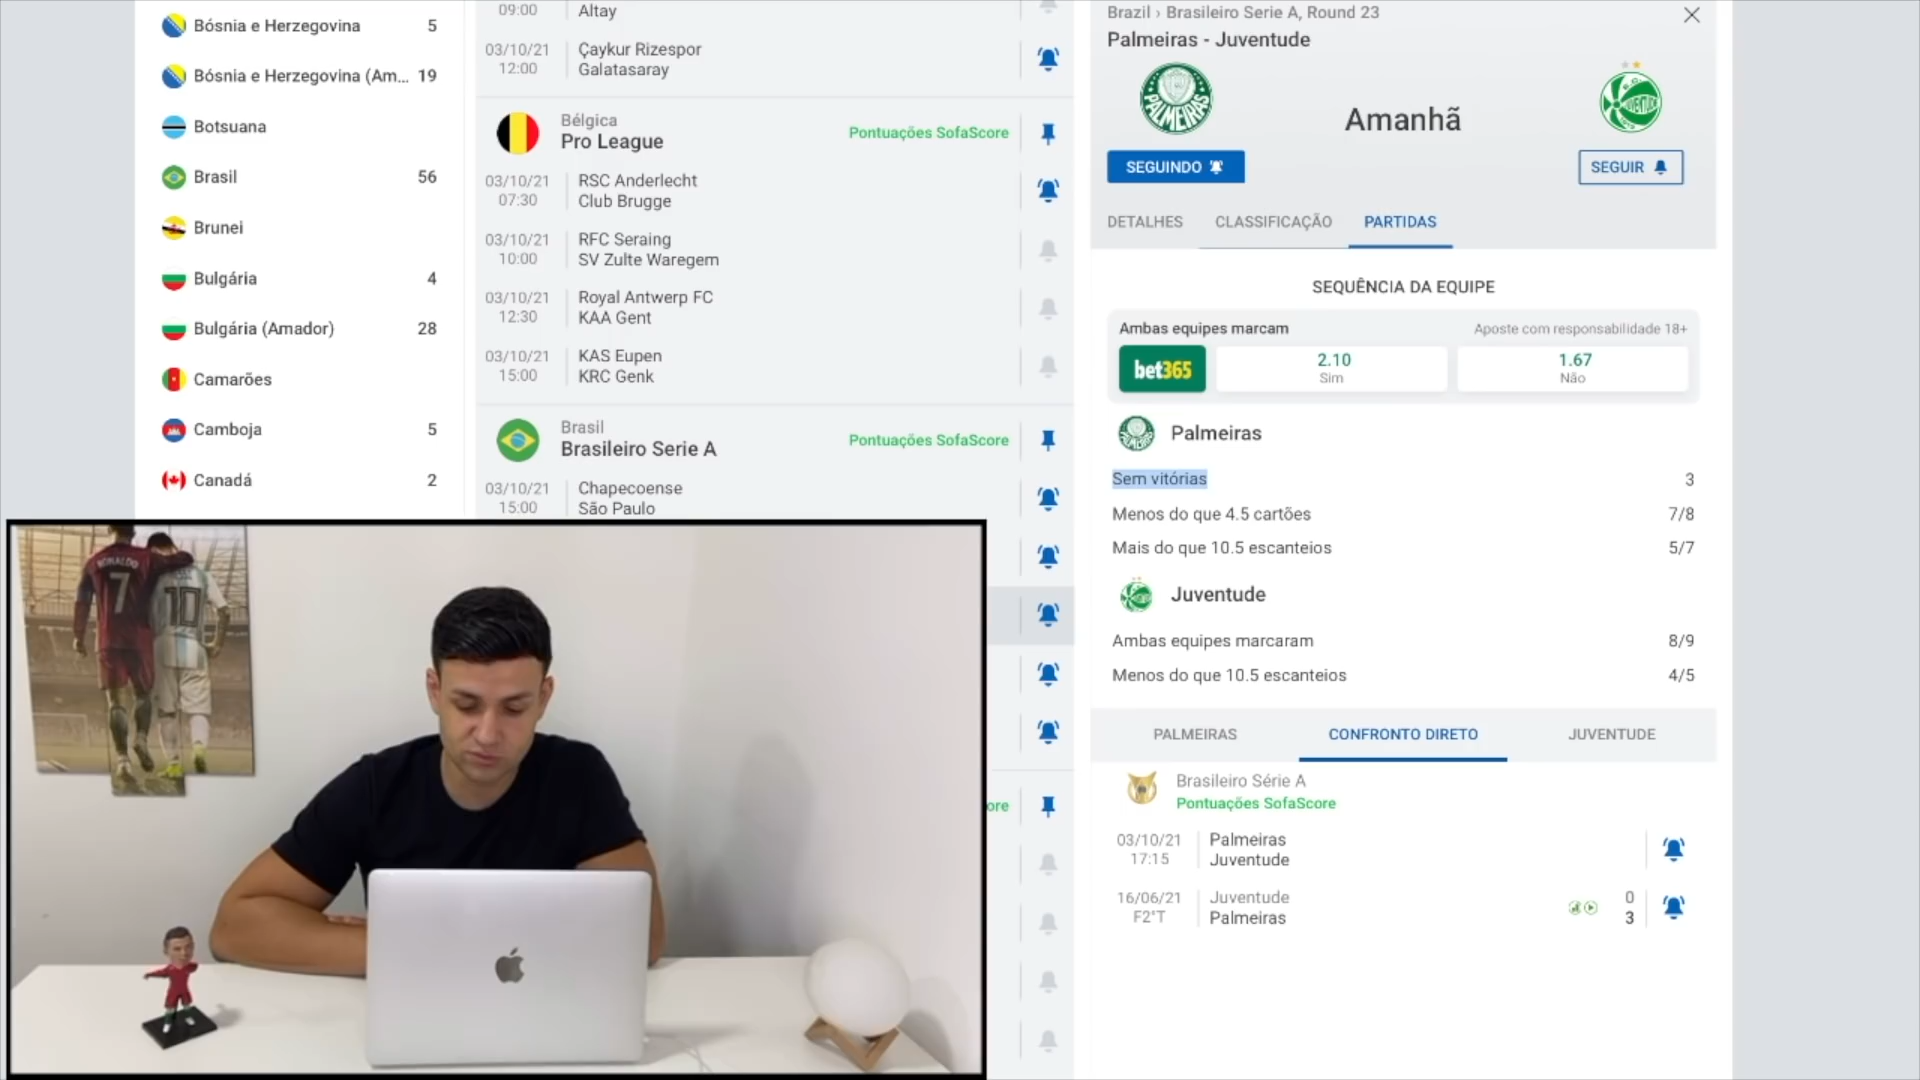 Bósnia e Herzegovina 5
Bósnia e Herzegovina (Am... 19
Botsuana
Brasil 56
Brunei
Bulgária 4
Bulgária (Amador) 28
Camarões
Camboja 5
Canadá 2
09:00 Altay
03/10/21 Çaykur Rizespor
12:00 Galatasaray
Bélgica
Pro League Pontuações SofaScore
03/10/21 RSC Anderlecht
07:30 Club Brugge
03/10/21 RFC Seraing
10:00 SV Zulte Waregem
03/10/21 Royal Antwerp FC
12:30 KAA Gent
03/10/21 KAS Eupen
15:00 KRC Genk
Brasil
Brasileiro Serie A Pontuações SofaScore
03/10/21 Chapecoense
15:00 São Paulo
ore
RONALDO
7
10
Brazil › Brasileiro Serie A, Round 23
Palmeiras - Juventude
PALMEIRAS
JUVENTUDE
Amanhã
SEGUINDO
SEGUIR
DETALHES CLASSIFICAÇÃO PARTIDAS
SEQUÊNCIA DA EQUIPE
Ambas equipes marcam Aposte com responsabilidade 18+
bet365
2.10
Sim
1.67
Não
Palmeiras
Sem vitórias 3
Menos do que 4.5 cartões 7/8
Mais do que 10.5 escanteios 5/7
Juventude
Ambas equipes marcaram 8/9
Menos do que 10.5 escanteios 4/5
PALMEIRAS CONFRONTO DIRETO JUVENTUDE
Brasileiro Série A
Pontuações SofaScore
03/10/21 Palmeiras
17:15 Juventude
16/06/21 Juventude 0
F2°T Palmeiras 3